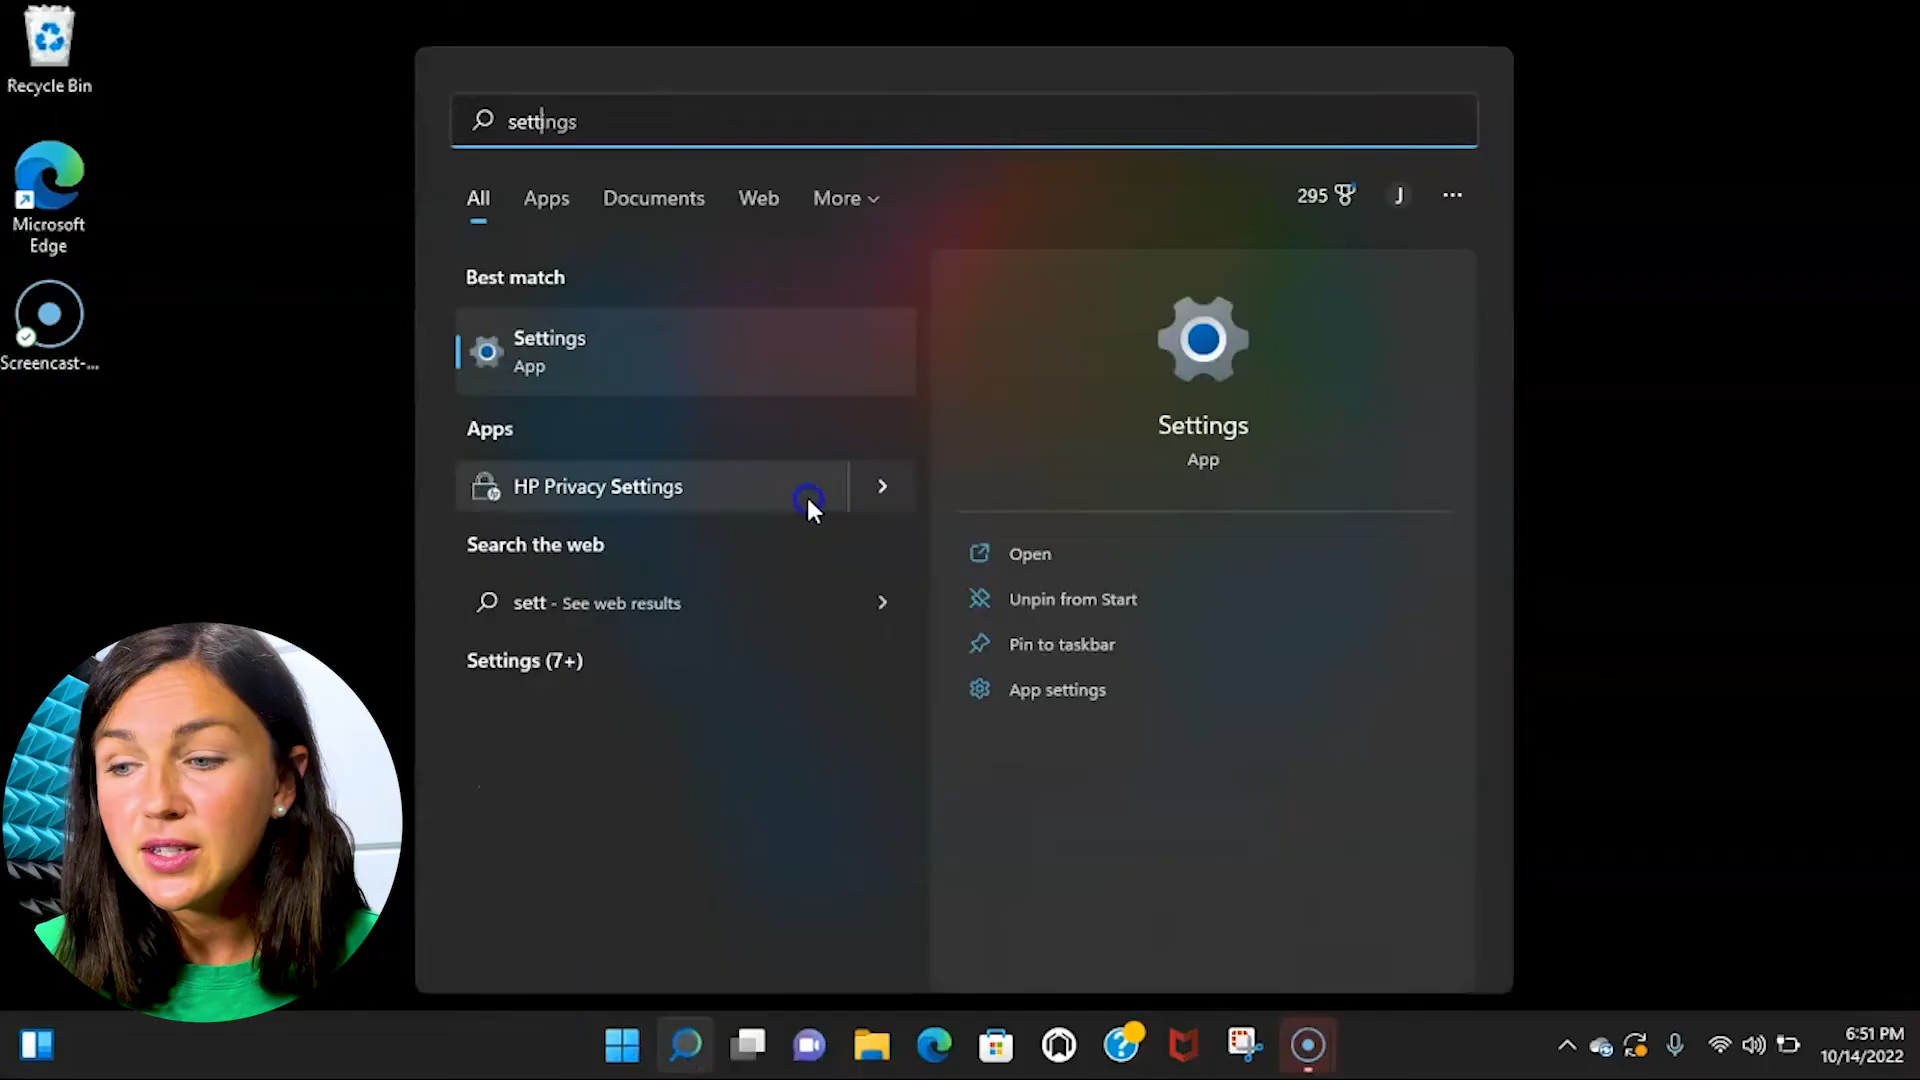 Recycle Bin
Microsoft
Edge
Screencast-...
settings
All
Apps
Documents
Web
More
295
J
...
Best match
Settings
App
Apps
HP Privacy Settings
Search the web
sett - See web results
Settings (7+)
Settings
App
Open
Unpin from Start
Pin to taskbar
App settings
6:51 PM
10/14/2022